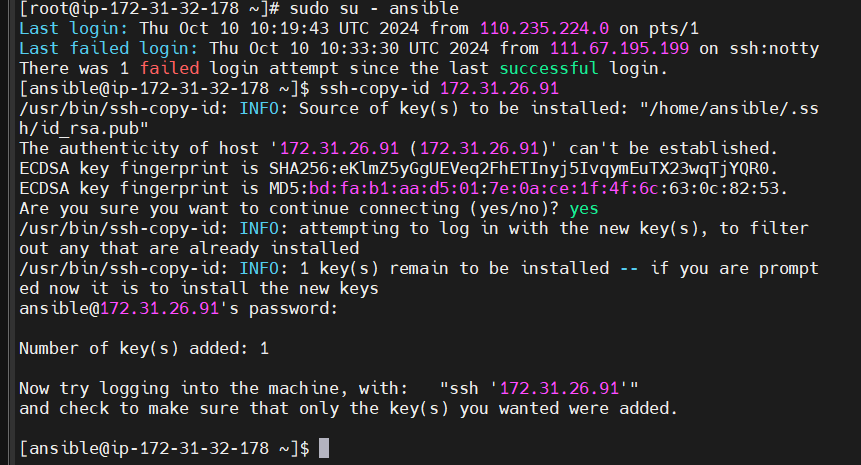 [root@ip-172-31-32-178 ~]# sudo su - ansible
Last login: Thu Oct 10 10:19:43 UTC 2024 from 110.235.224.0 on pts/1
Last failed login: Thu Oct 10 10:33:30 UTC 2024 from 111.67.195.199 on ssh:notty
There was 1 failed login attempt since the last successful login.
[ansible@ip-172-31-32-178 ~]$ ssh-copy-id 172.31.26.91
/usr/bin/ssh-copy-id: INFO: Source of key(s) to be installed: "/home/ansible/.ss
h/id_rsa.pub"
The authenticity of host '172.31.26.91 (172.31.26.91)' can't be established.
ECDSA key fingerprint is SHA256:eKlmZ5yGgUEVeq2FhETInyj5IvqymEuTX23wqTjYQR0.
ECDSA key fingerprint is MD5:bd:fa:b1:aa:d5:01:7e:0a:ce:1f:4f:6c:63:0c:82:53.
Are you sure you want to continue connecting (yes/no)? yes
/usr/bin/ssh-copy-id: INFO: attempting to log in with the new key(s), to filter
out any that are already installed
/usr/bin/ssh-copy-id: INFO: 1 key(s) remain to be installed -- if you are prompt
ed now it is to install the new keys
ansible@172.31.26.91's password:
Number of key(s) added: 1
Now try logging into the machine, with:   "ssh '172.31.26.91'"
and check to make sure that only the key(s) you wanted were added.
[ansible@ip-172-31-32-178 ~]$